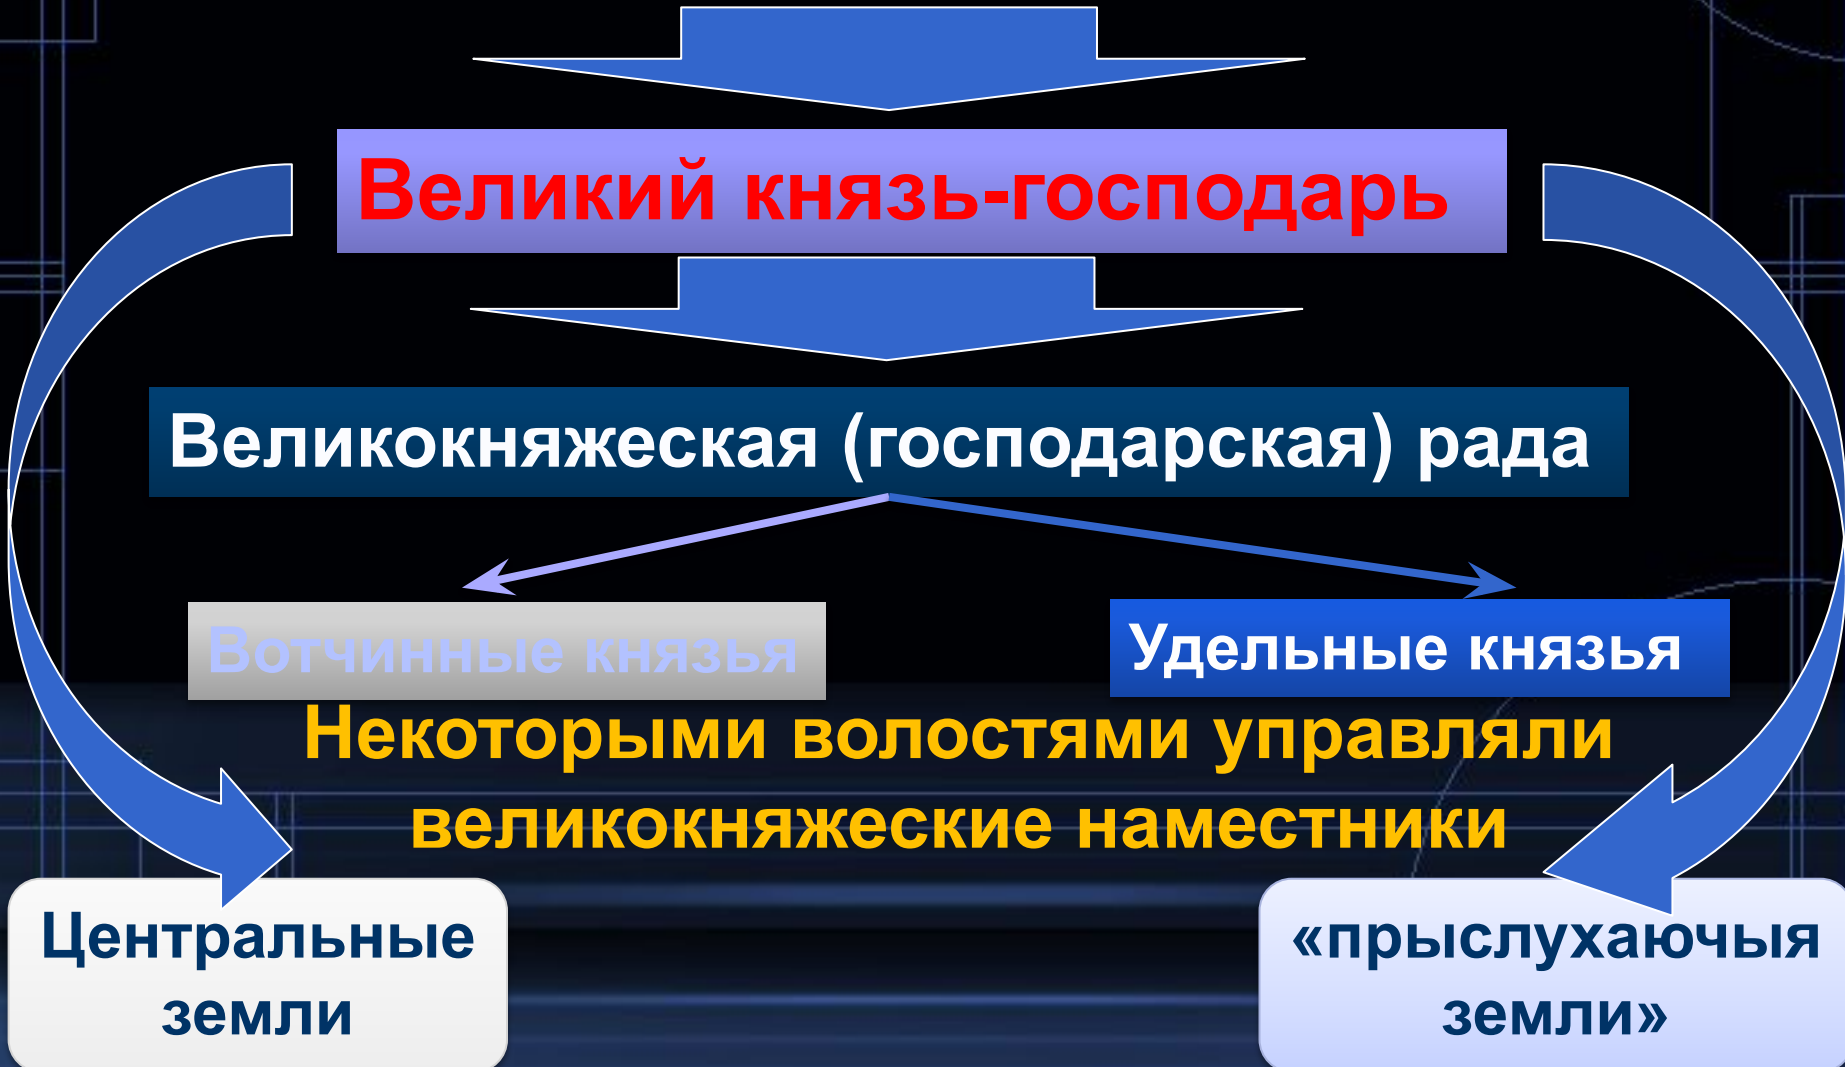 Великий князь-господарь
Великокняжеская (господарская) рада
Вотчинные князья
Удельные князья
Некоторыми волостями управляли
великокняжеские наместники
Центральные
земли
«прыслухаючыя
земли»